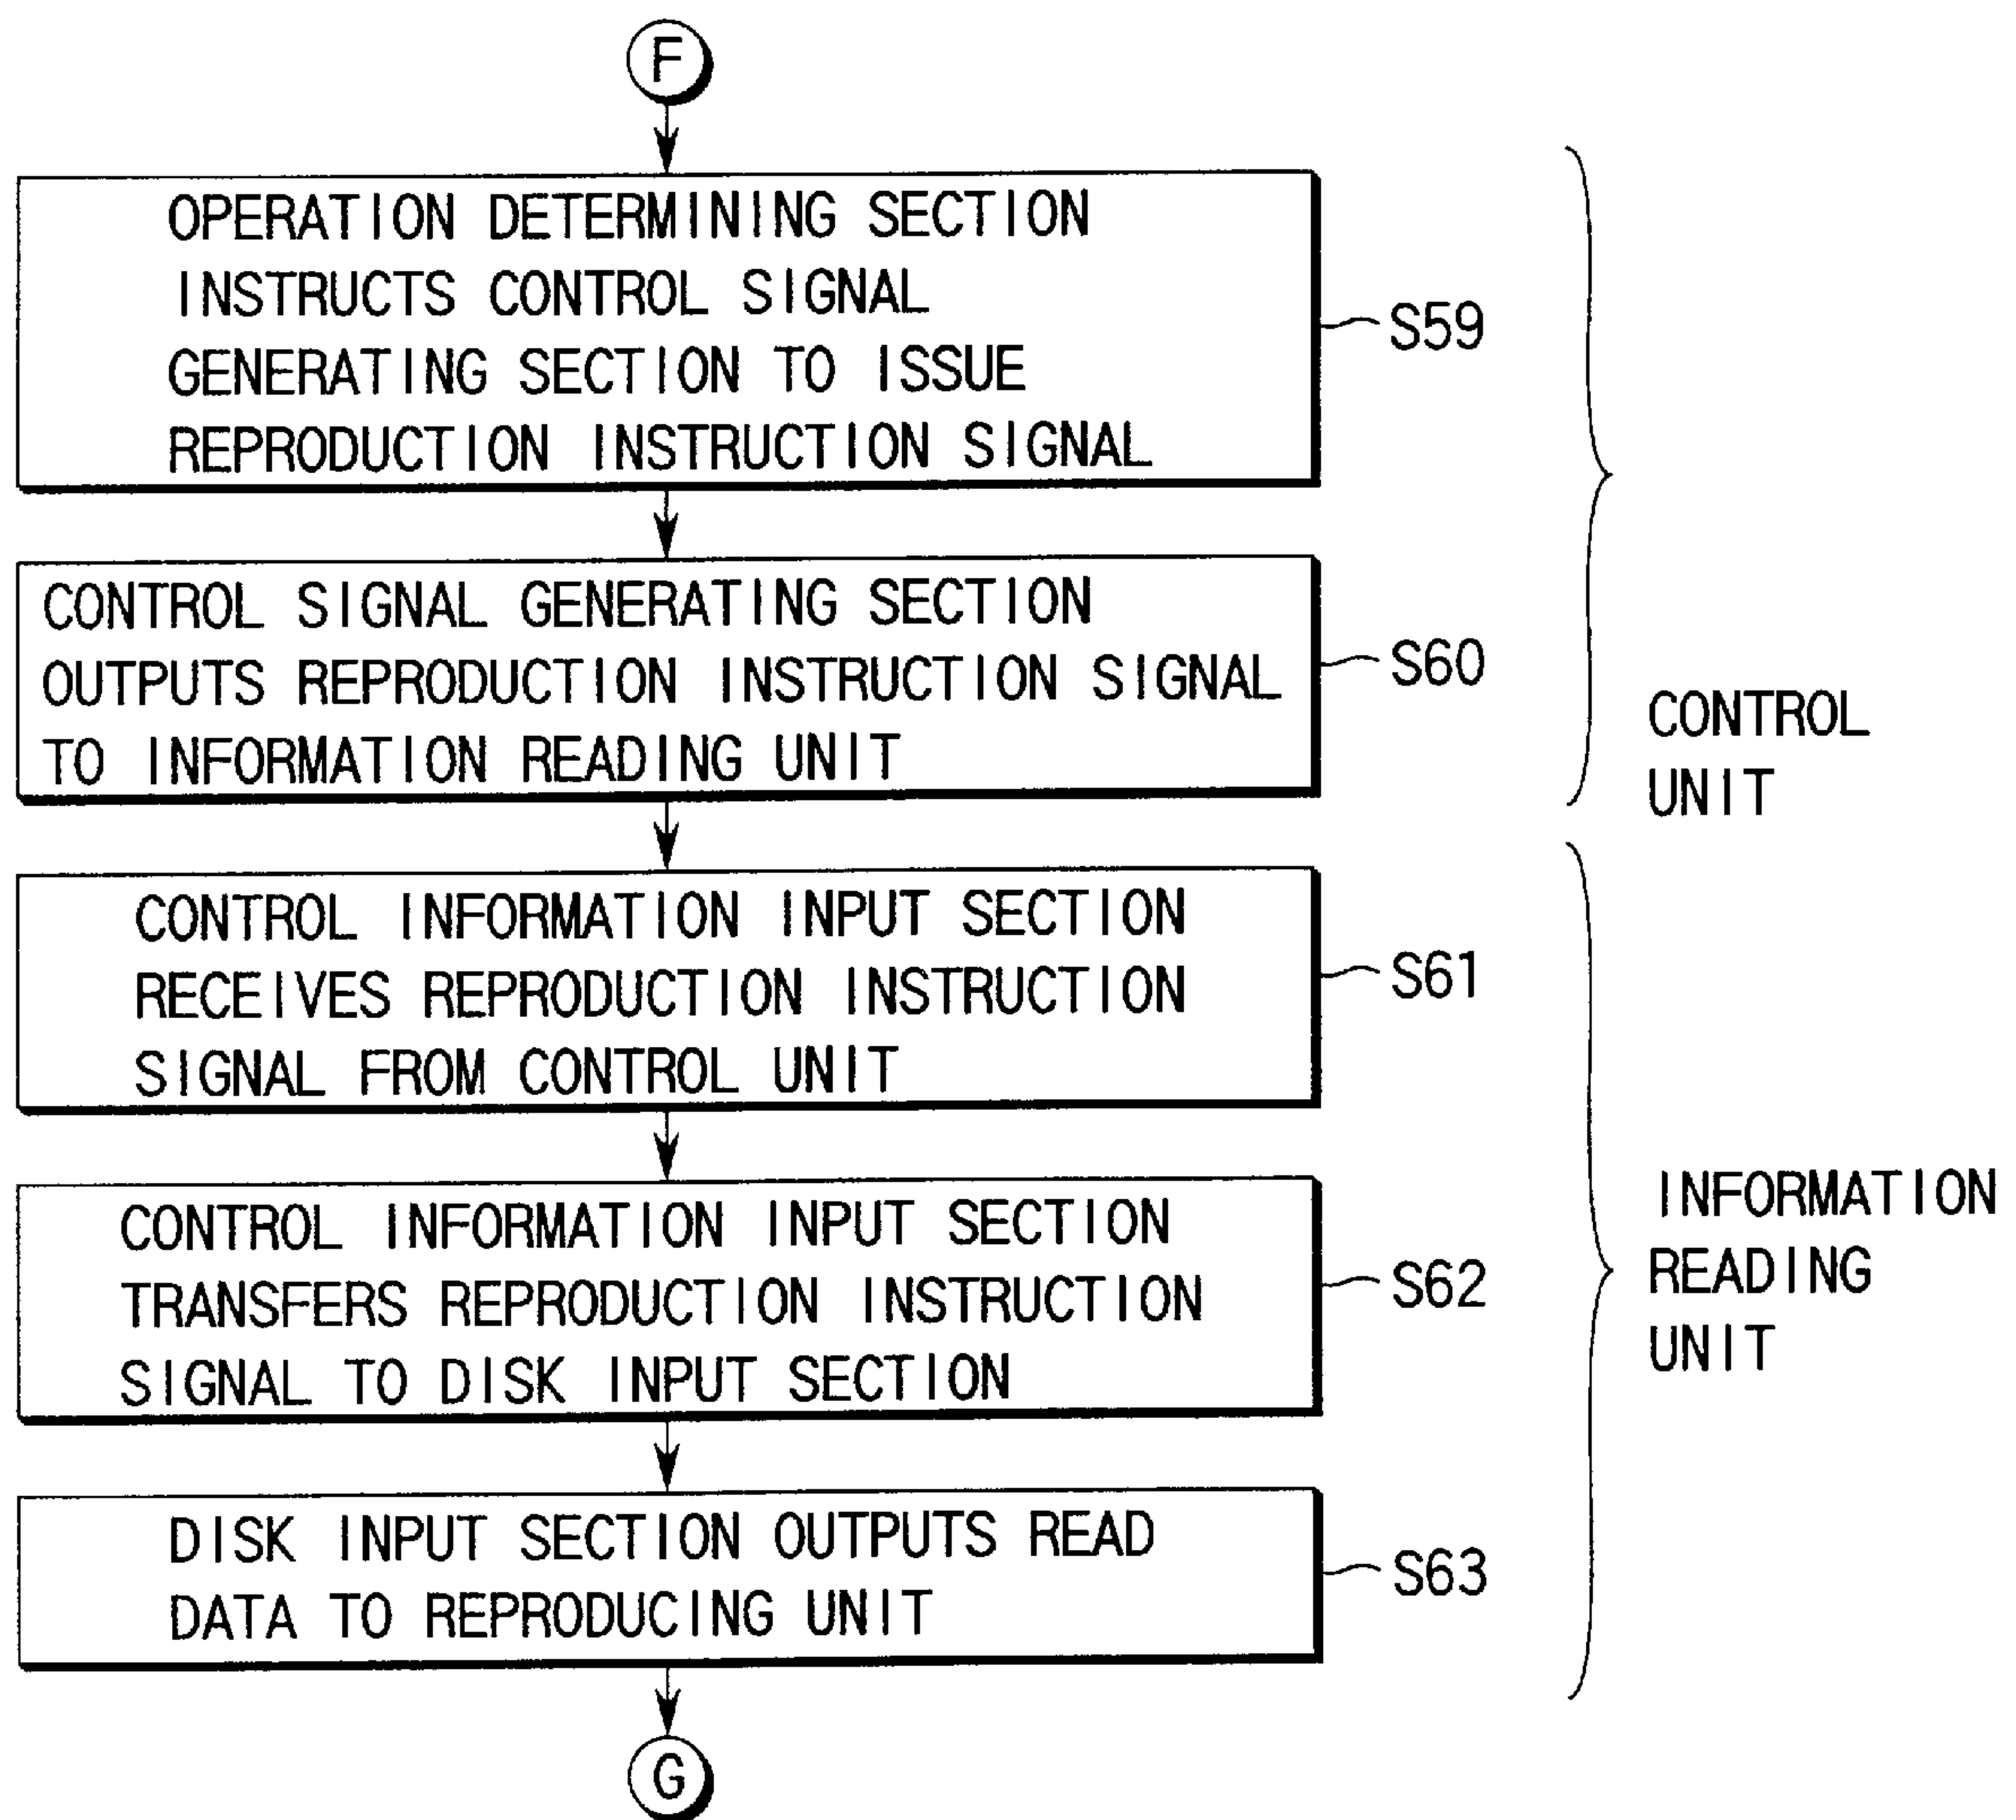 F
OPERATION DETERMINING SECTION
INSTRUCTS CONTROL SIGNAL
GENERATING SECTION TO ISSUE
REPRODUCTION INSTRUCTION SIGNAL
S59
CONTROL SIGNAL GENERATING SECTION
OUTPUTS REPRODUCTION INSTRUCTION SIGNAL
TO INFORMATION READING UNIT
S60
CONTROL
UNIT
CONTROL INFORMATION INPUT SECTION
RECEIVES REPRODUCTION INSTRUCTION
SIGNAL FROM CONTROL UNIT
S61
CONTROL INFORMATION INPUT SECTION
TRANSFERS REPRODUCTION INSTRUCTION
SIGNAL TO DISK INPUT SECTION
S62
INFORMATION
READING
UNIT
DISK INPUT SECTION OUTPUTS READ
DATA TO REPRODUCING UNIT
S63
G